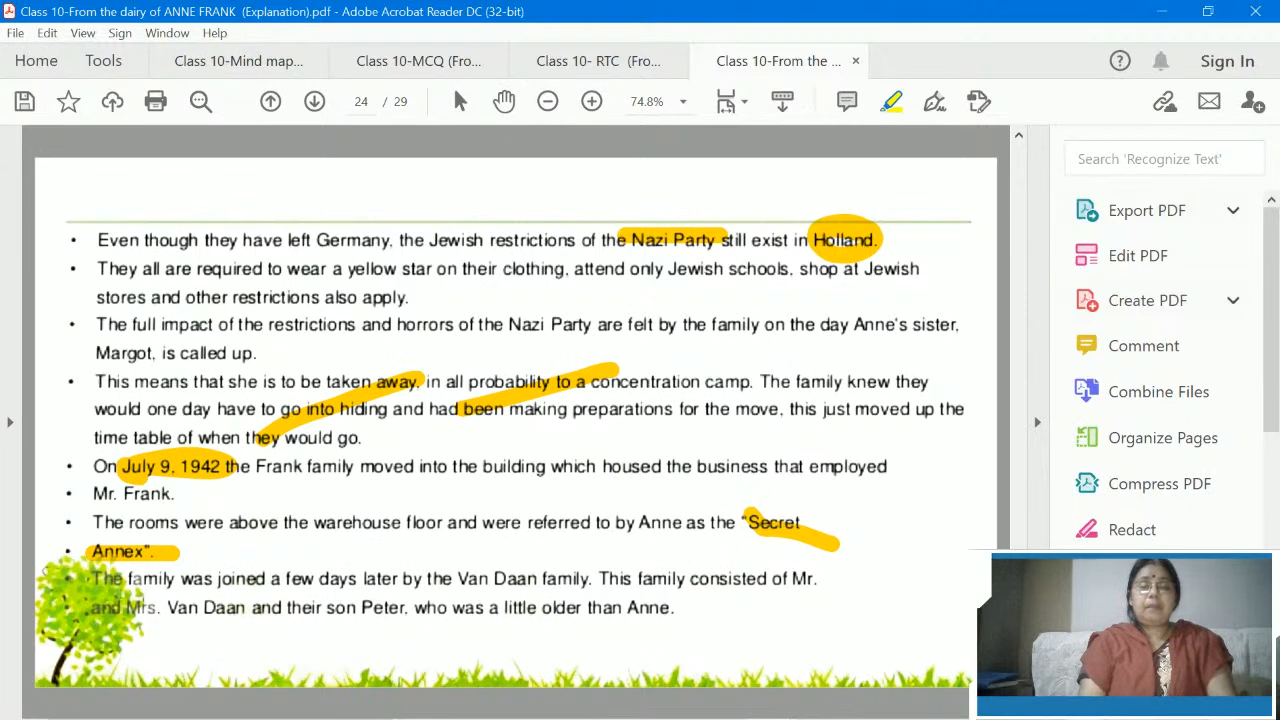 Class 10-From the dairy of ANNE FRANK (Explanation).pdf - Adobe Acrobat Reader DC (32-bit)
File Edit View Sign Window Help
Home Tools Class 10-Mind map... Class 10-MCQ (Fro... Class 10- RTC (Fro... Class 10-From the ... × Sign In
24 / 29 74.8%
Search 'Recognize Text'
Export PDF
Edit PDF
Create PDF
Comment
Combine Files
Organize Pages
Compress PDF
Redact
• Even though they have left Germany, the Jewish restrictions of the Nazi Party still exist in Holland.
• They all are required to wear a yellow star on their clothing, attend only Jewish schools, shop at Jewish
stores and other restrictions also apply.
• The full impact of the restrictions and horrors of the Nazi Party are felt by the family on the day Anne's sister,
Margot, is called up.
• This means that she is to be taken away, in all probability to a concentration camp. The family knew they
would one day have to go into hiding and had been making preparations for the move, this just moved up the
time table of when they would go.
• On July 9, 1942 the Frank family moved into the building which housed the business that employed
• Mr. Frank.
• The rooms were above the warehouse floor and were referred to by Anne as the "Secret
• Annex".
• The family was joined a few days later by the Van Daan family. This family consisted of Mr.
• and Mrs. Van Daan and their son Peter, who was a little older than Anne.